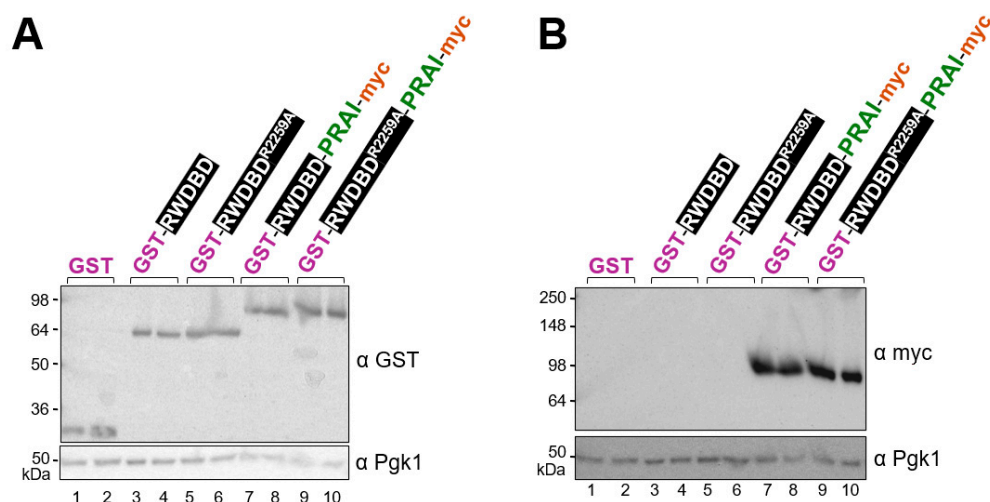 A
GST
GST-RWDBD
GST-RWDBDR2259A
GST-RWDBD-PRAI-myc
GST-RWDBDR2259A-PRAI-myc
98
64
50
36
α GST
50
kDa
α Pgk1
1 2 3 4 5 6 7 8 9 10
B
GST
GST-RWDBD
GST-RWDBDR2259A
GST-RWDBD-PRAI-myc
GST-RWDBDR2259A-PRAI-myc
250
148
98
64
α myc
50
kDa
α Pgk1
1 2 3 4 5 6 7 8 9 10